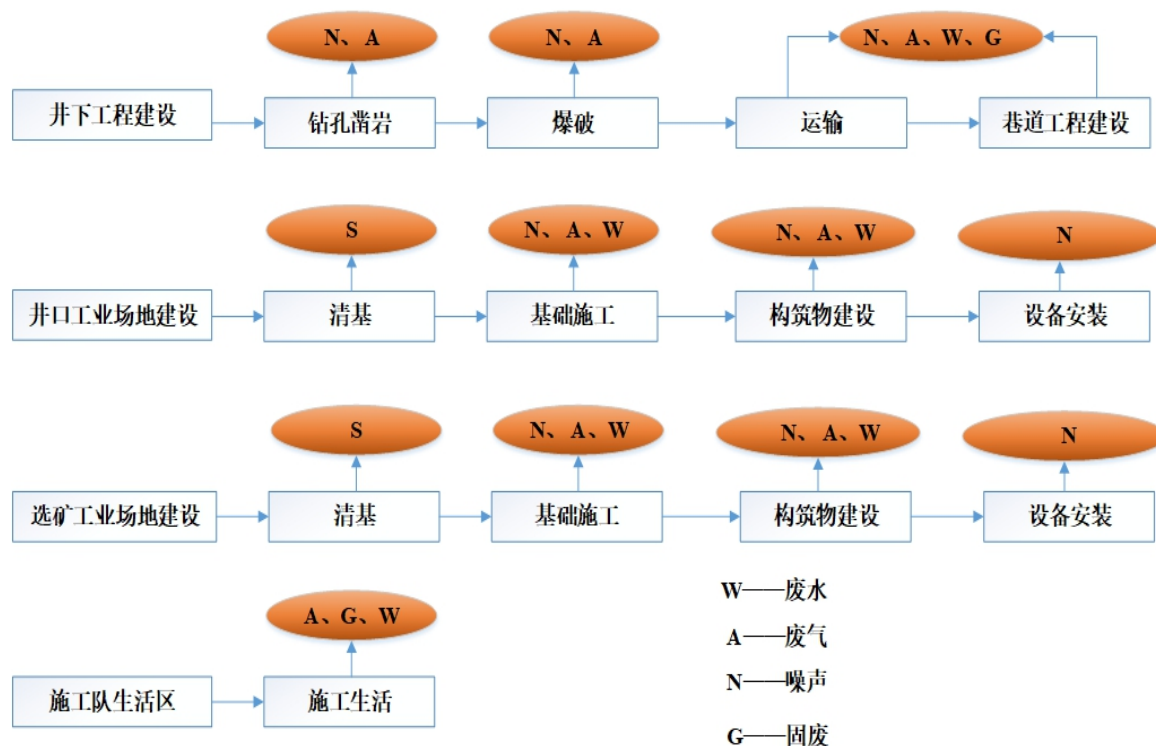 N、A
N、A
N、A、W、G
井下工程建设
钻孔凿岩
爆破
运输
巷道工程建设
S
N、A、W
N、A、W
N
井口工业场地建设
清基
基础施工
构筑物建设
设备安装
S
N、A、W
N、A、W
N
选矿工业场地建设
清基
基础施工
构筑物建设
设备安装
A、G、W
施工队生活区
施工生活
W——废水
A——废气
N——噪声
G——固废